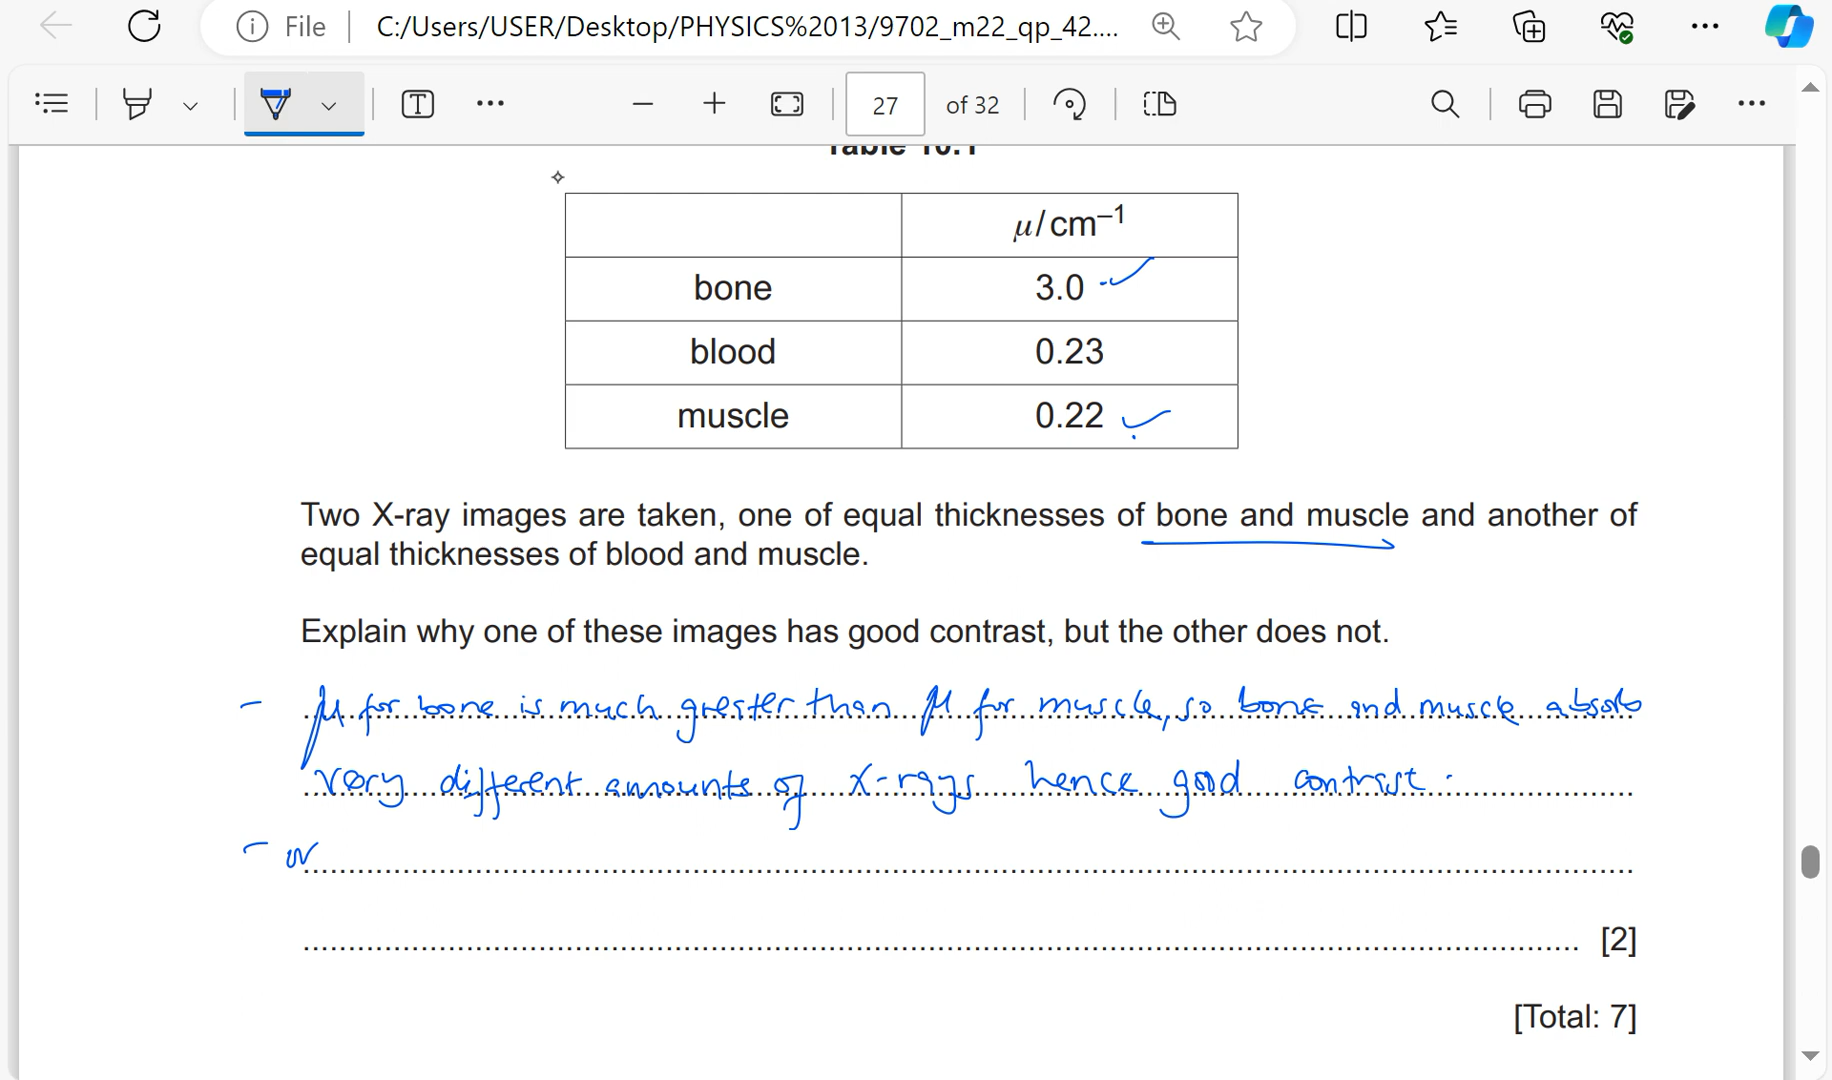 File C:/Users/USER/Desktop/PHYSICS%2013/9702_m22_qp_42....
27 of 32
Table 10.1
μ/cm⁻¹
bone 3.0
blood 0.23
muscle 0.22
Two X-ray images are taken, one of equal thicknesses of bone and muscle and another of
equal thicknesses of blood and muscle.
Explain why one of these images has good contrast, but the other does not.
- μ for bone is much greater than μ for muscle, so bone and muscle absorb
very different amounts of X-rays hence good contrast.
-
[2]
[Total: 7]